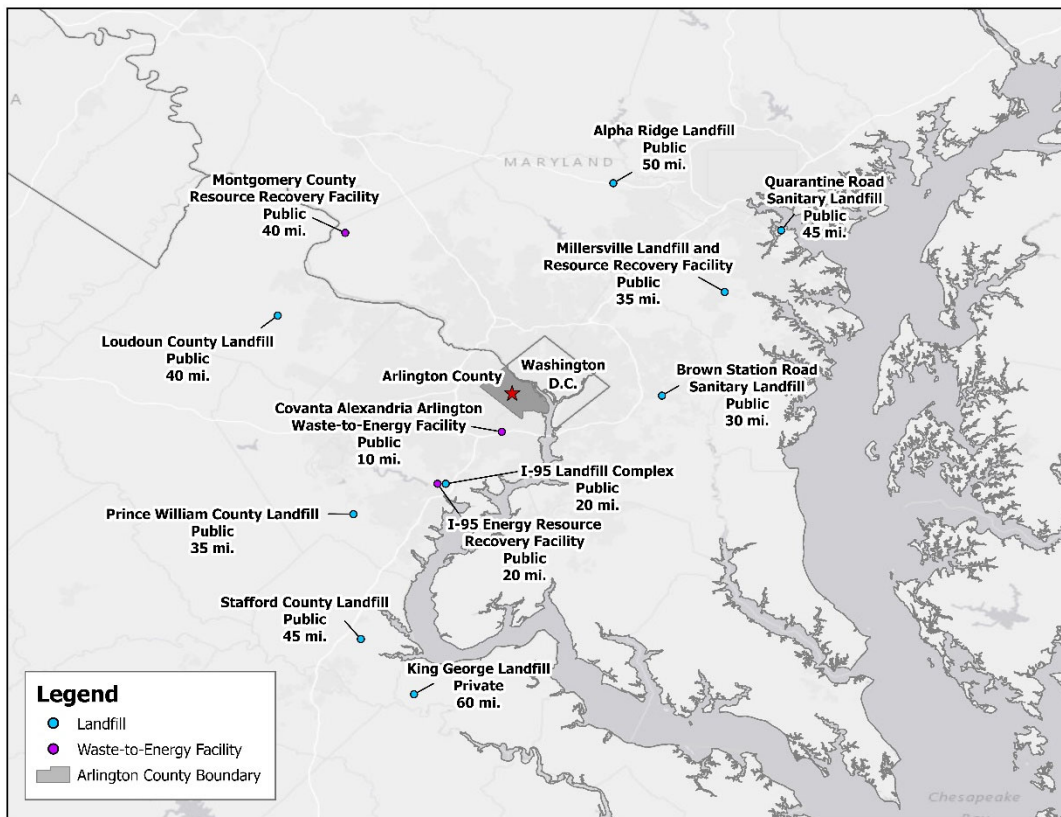 A
Alpha Ridge Landfill
Public
50 mi.
MARYLAND
Montgomery County
Resource Recovery Facility
Public
40 mi.
Quarantine Road
Sanitary Landfill
Public
45 mi.
Millersville Landfill and
Resource Recovery Facility
Public
35 mi.
Loudoun County Landfill
Public
40 mi.
Arlington County
Washington
D.C.
Brown Station Road
Sanitary Landfill
Public
30 mi.
Covanta Alexandria Arlington
Waste-to-Energy Facility
Public
10 mi.
I-95 Landfill Complex
Public
20 mi.
Prince William County Landfill
Public
35 mi.
I-95 Energy Resource
Recovery Facility
Public
20 mi.
Stafford County Landfill
Public
45 mi.
King George Landfill
Private
60 mi.
Legend
Landfill
Waste-to-Energy Facility
Arlington County Boundary
Chesapeake
Bay